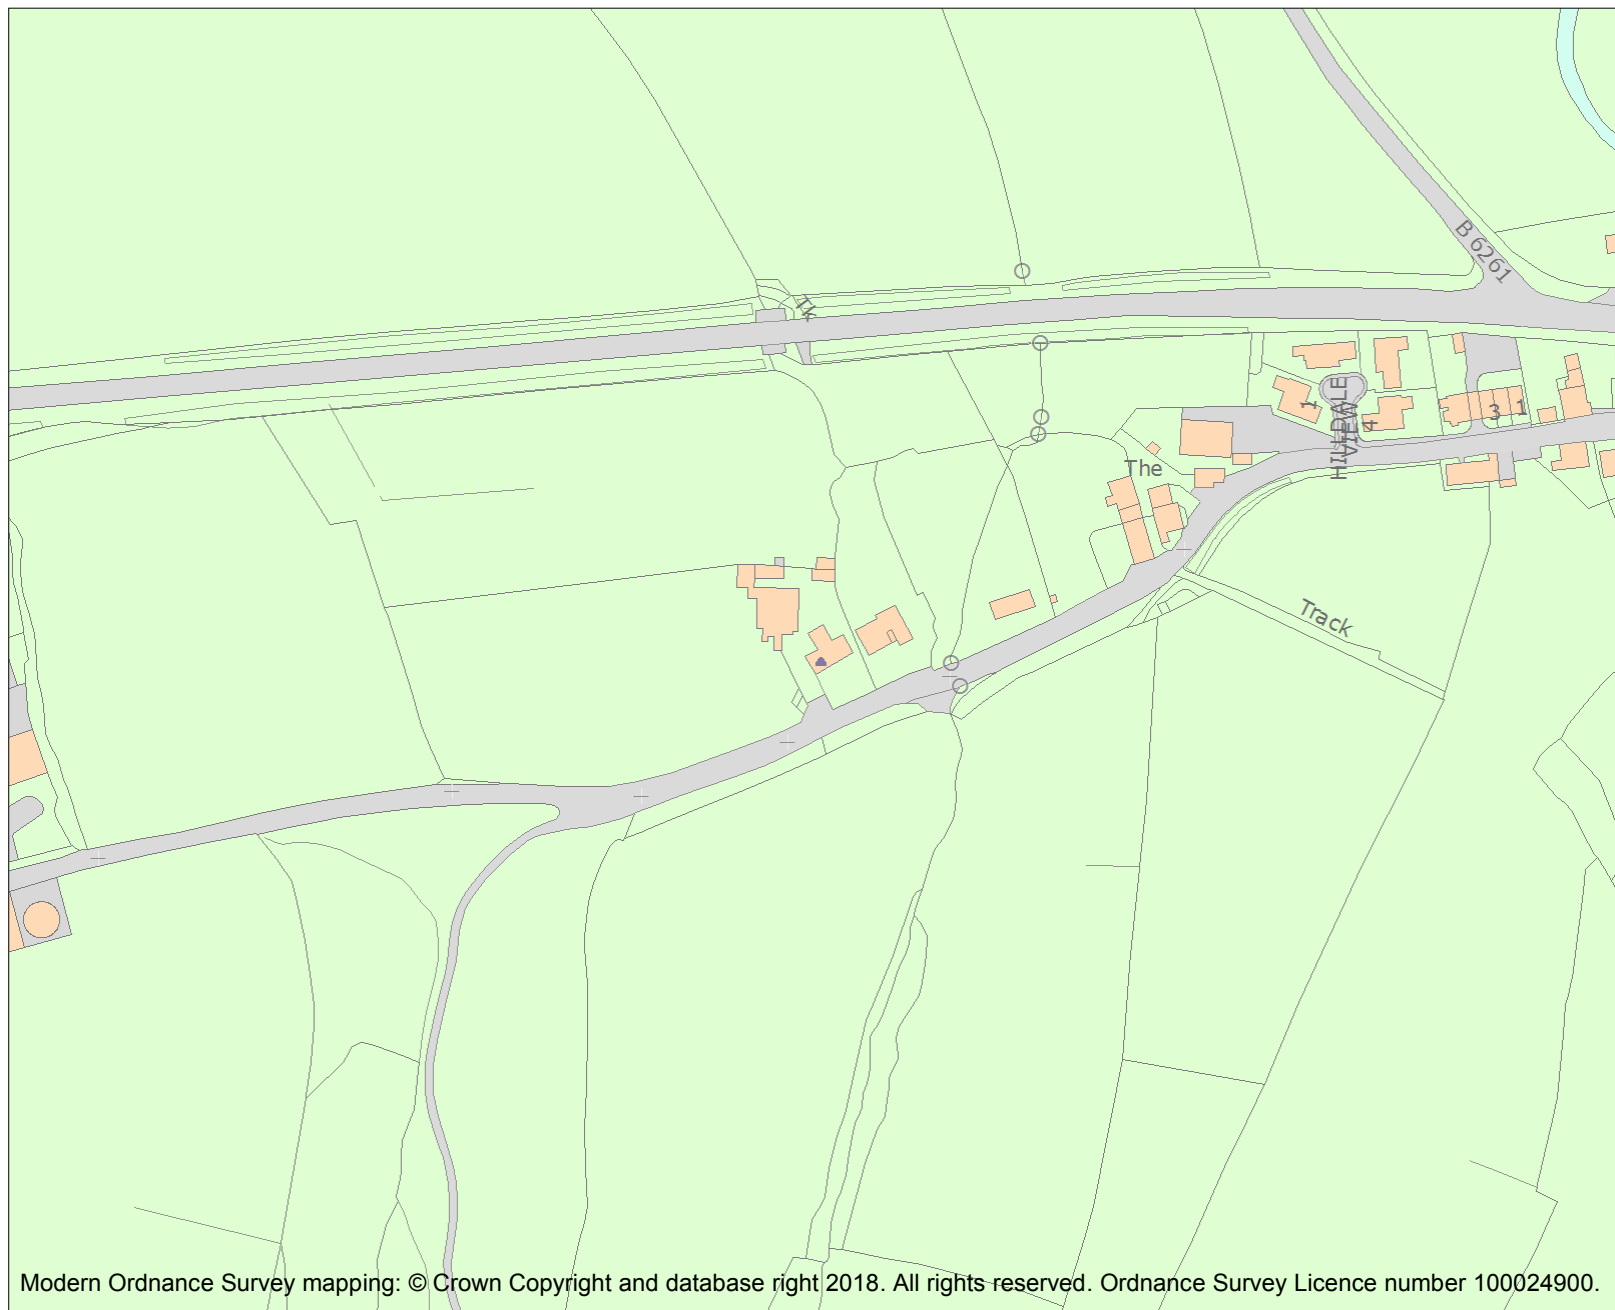 B 6261
Tk
HILLDALE
VIEW
1
4
3
1
The
Track
Modern Ordnance Survey mapping: © Crown Copyright and database right 2018. All rights reserved. Ordnance Survey Licence number 100024900.